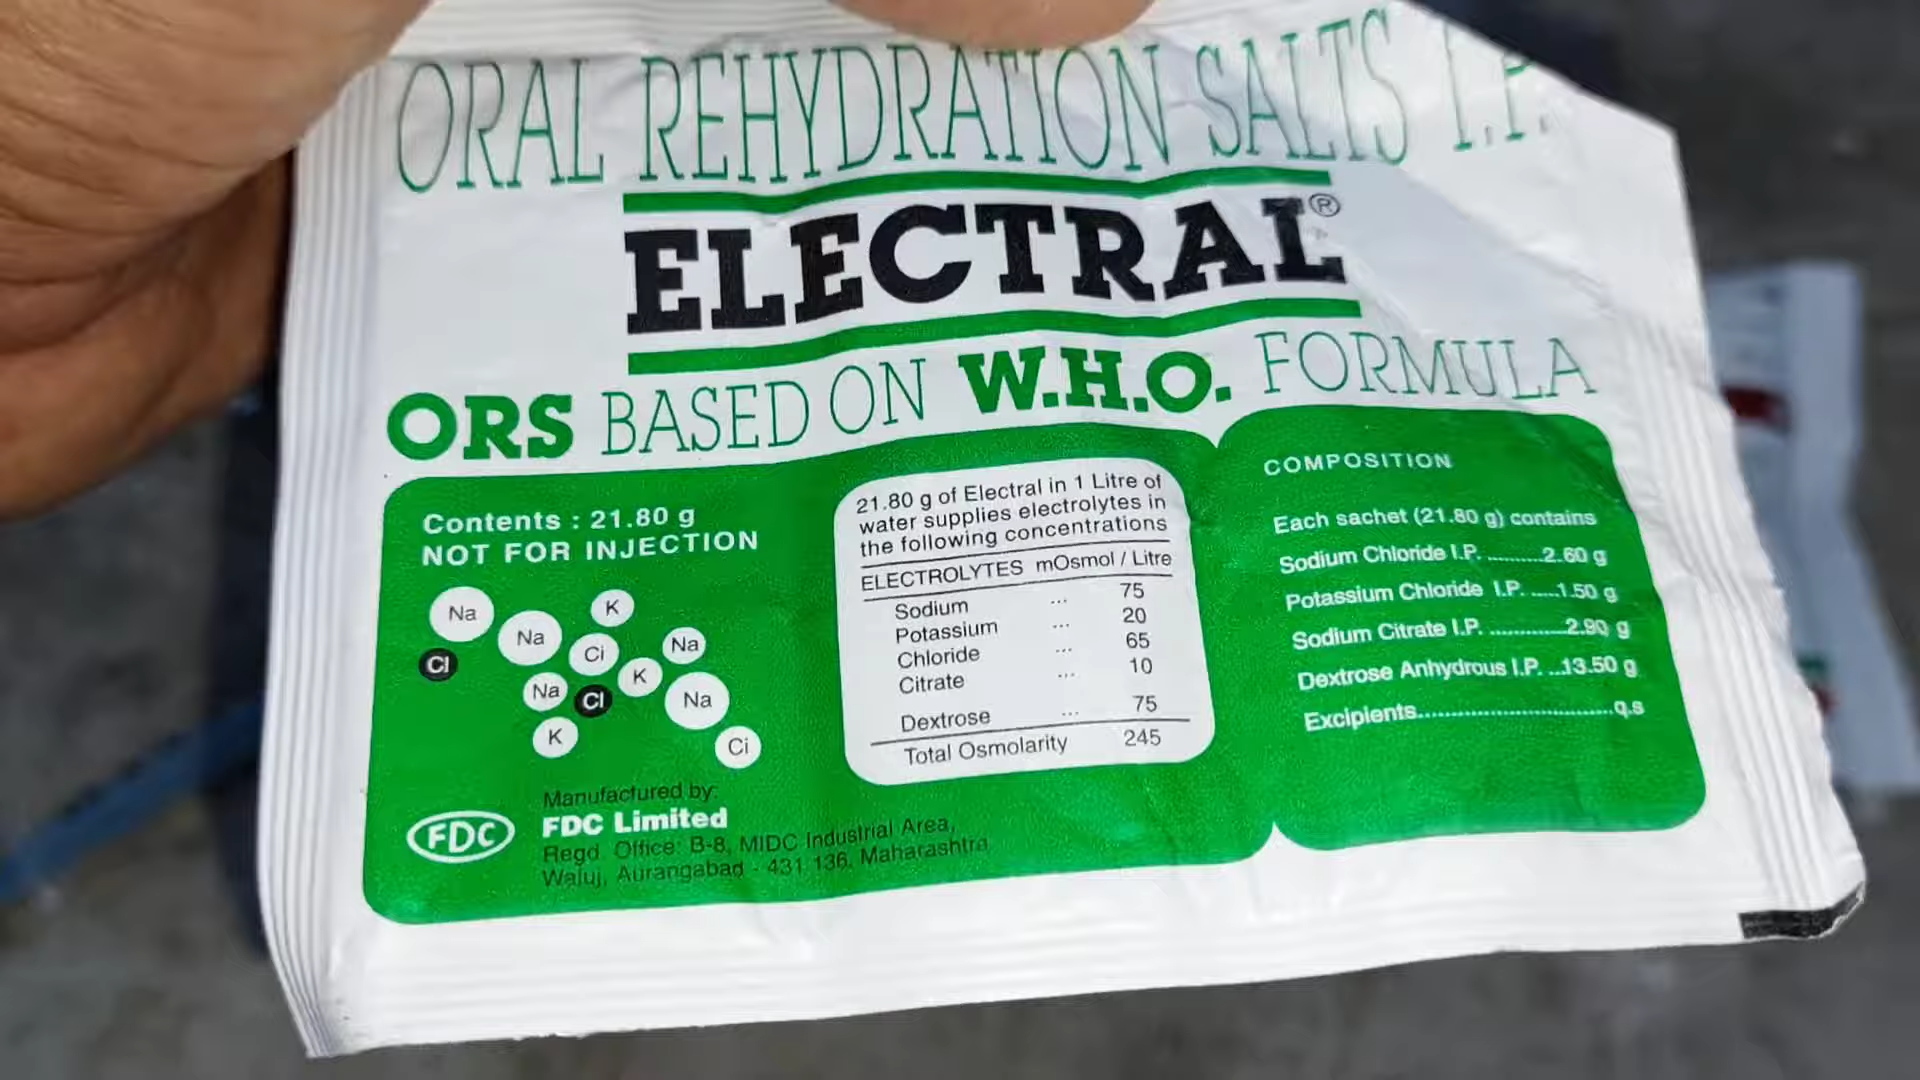 ORAL REHYDRATION SALTS I.P.
ELECTRAL®
ORS BASED ON W.H.O. FORMULA
Contents : 21.80 g
NOT FOR INJECTION
Na
K
Na
Na
Cl
Ci
K
Na
Cl
Na
K
Ci
21.80 g of Electral in 1 Litre of
water supplies electrolytes in
the following concentrations
ELECTROLYTES mOsmol / Litre
Sodium ... 75
Potassium ... 20
Chloride ... 65
Citrate ... 10
Dextrose ... 75
Total Osmolarity 245
COMPOSITION
Each sachet (21.80 g) contains
Sodium Chloride I.P. ..........2.60 g
Potassium Chloride I.P. .....1.50 g
Sodium Citrate I.P. ..............2.90 g
Dextrose Anhydrous I.P. ...13.50 g
Excipients...................................q.s
Manufactured by:
FDC
FDC Limited
Regd. Office: B-8, MIDC Industrial Area,
Waluj, Aurangabad - 431 136. Maharashtra